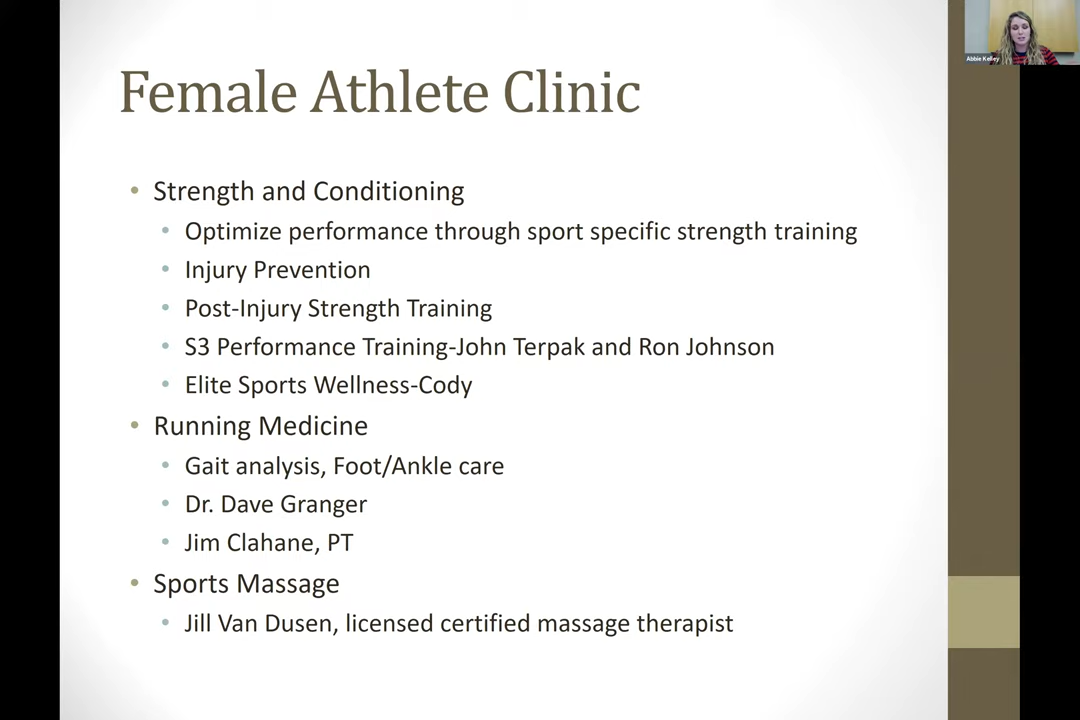 Female Athlete Clinic
Abbie Kelley
• Strength and Conditioning
• Optimize performance through sport specific strength training
• Injury Prevention
• Post-Injury Strength Training
• S3 Performance Training-John Terpak and Ron Johnson
• Elite Sports Wellness-Cody
• Running Medicine
• Gait analysis, Foot/Ankle care
• Dr. Dave Granger
• Jim Clahane, PT
• Sports Massage
• Jill Van Dusen, licensed certified massage therapist